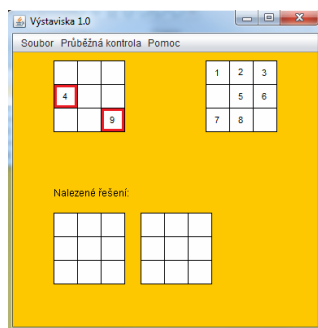 Výstaviska 1.0
Soubor Průběžná kontrola Pomoc
1 2 3
4 5 6
9 7 8
Nalezené řešení: